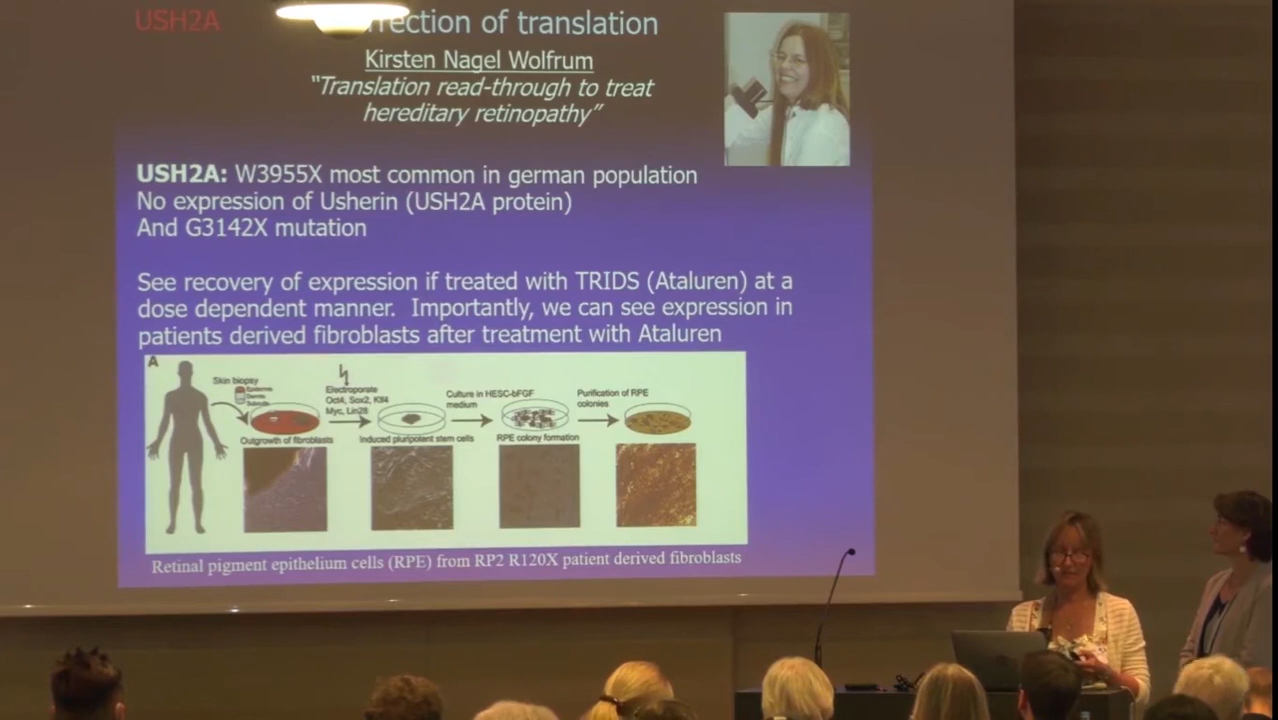 USH2A
rection of translation
Kirsten Nagel Wolfrum
“Translation read-through to treat
hereditary retinopathy”
USH2A: W3955X most common in german population
No expression of Usherin (USH2A protein)
And G3142X mutation
See recovery of expression if treated with TRIDS (Ataluren) at a
dose dependent manner. Importantly, we can see expression in
patients derived fibroblasts after treatment with Ataluren
A
Skin biopsy
Epidermis
Dermis
Subcutis
Outgrowth of fibroblasts
Electroporate
Oct4, Sox2, Klf4
Myc, Lin28
Induced pluripotent stem cells
Culture in HESC-bFGF
medium
RPE colony formation
Purification of RPE
colonies
Retinal pigment epithelium cells (RPE) from RP2 R120X patient derived fibroblasts